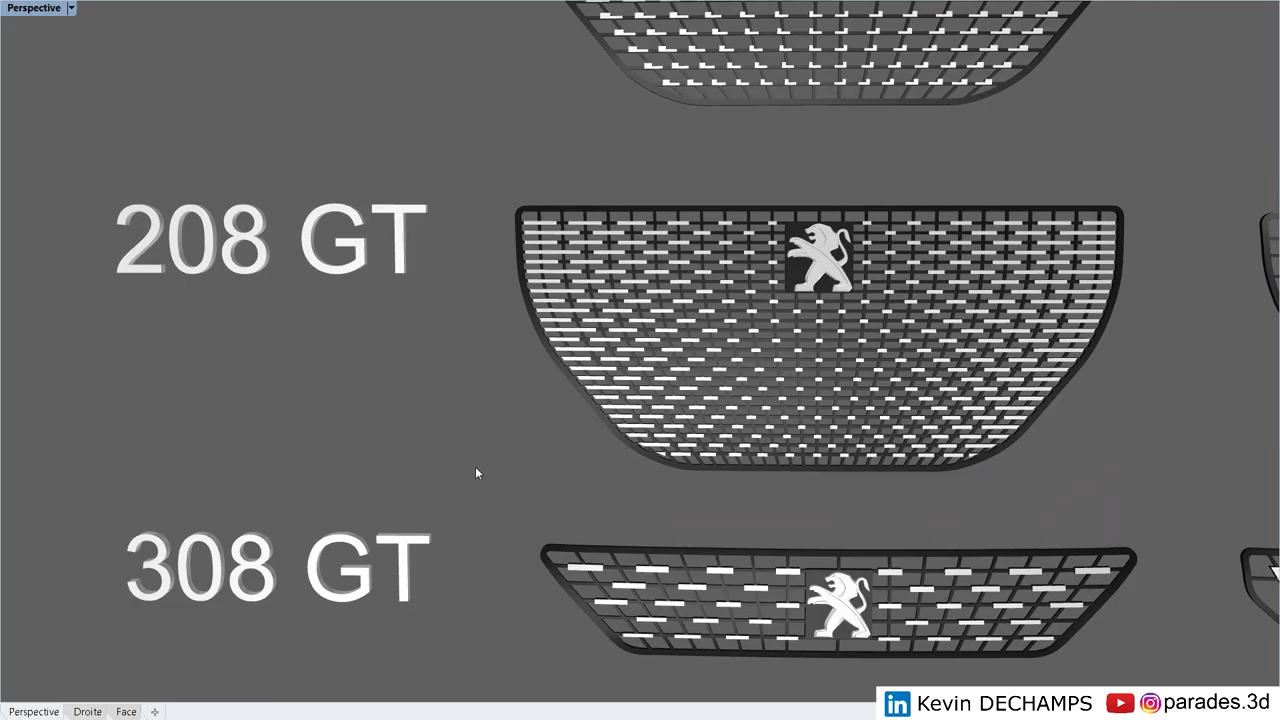 Perspective
208 GT
308 GT
Perspective Droite Face
Kevin DECHAMPS parades.3d